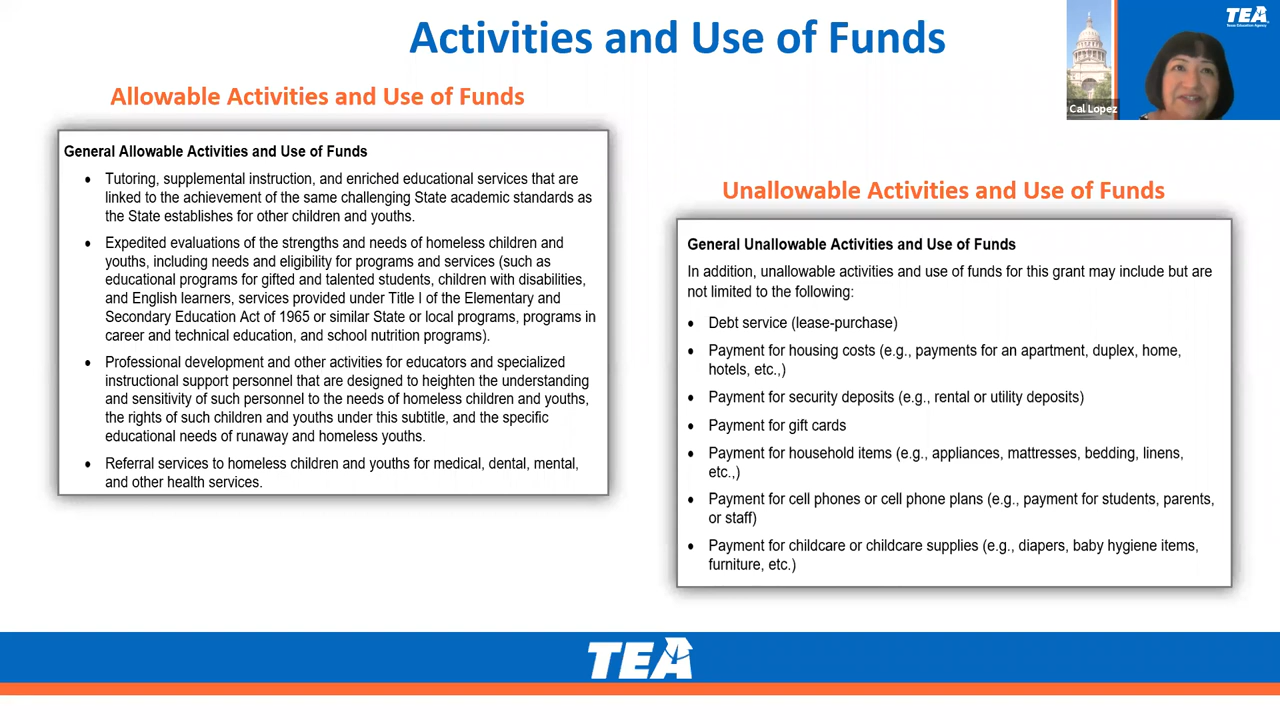 Activities and Use of Funds
TEA
Texas Education Agency
Cal Lopez
Allowable Activities and Use of Funds
General Allowable Activities and Use of Funds
• Tutoring, supplemental instruction, and enriched educational services that are
linked to the achievement of the same challenging State academic standards as
the State establishes for other children and youths.
• Expedited evaluations of the strengths and needs of homeless children and
youths, including needs and eligibility for programs and services (such as
educational programs for gifted and talented students, children with disabilities,
and English learners, services provided under Title I of the Elementary and
Secondary Education Act of 1965 or similar State or local programs, programs in
career and technical education, and school nutrition programs).
• Professional development and other activities for educators and specialized
instructional support personnel that are designed to heighten the understanding
and sensitivity of such personnel to the needs of homeless children and youths,
the rights of such children and youths under this subtitle, and the specific
educational needs of runaway and homeless youths.
• Referral services to homeless children and youths for medical, dental, mental,
and other health services.
Unallowable Activities and Use of Funds
General Unallowable Activities and Use of Funds
In addition, unallowable activities and use of funds for this grant may include but are
not limited to the following:
• Debt service (lease-purchase)
• Payment for housing costs (e.g., payments for an apartment, duplex, home,
hotels, etc.,)
• Payment for security deposits (e.g., rental or utility deposits)
• Payment for gift cards
• Payment for household items (e.g., appliances, mattresses, bedding, linens,
etc.,)
• Payment for cell phones or cell phone plans (e.g., payment for students, parents,
or staff)
• Payment for childcare or childcare supplies (e.g., diapers, baby hygiene items,
furniture, etc.)
TEA